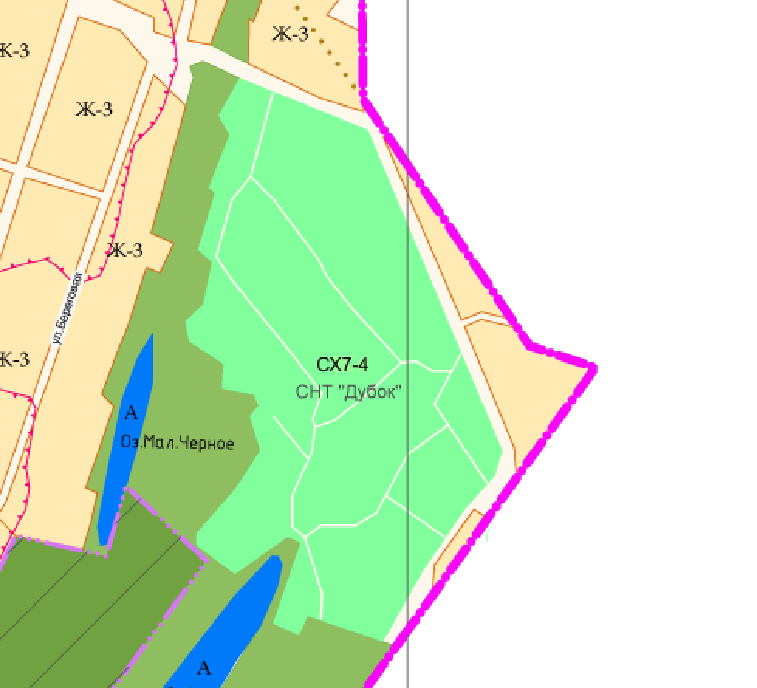 Ж-3
Ж-3
Ж-3
Ж-3
ул.Береговая
Ж-3
СХ7-4
СНТ "Дубок"
А
Оз.Мал.Черное
А